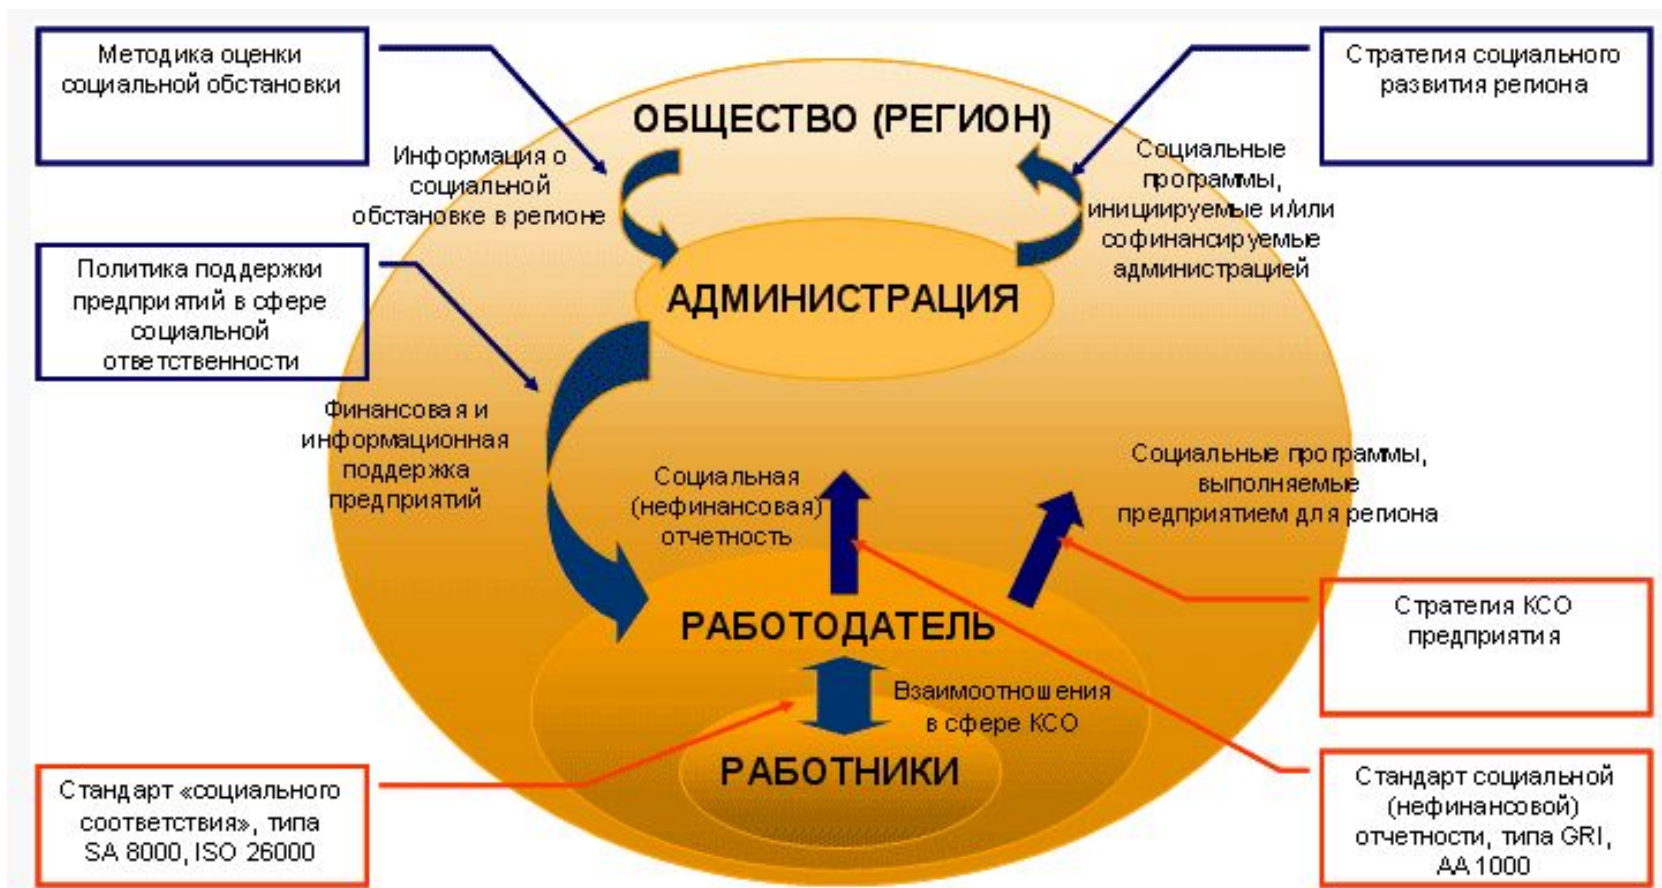 Методика оценки
социальной обстановки
Стратегия социального
развития региона
ОБЩЕСТВО (РЕГИОН)
Информация о
социальной
обстановке в регионе
Социальные
программы,
инициируемые и/или
софинансируемые
администрацией
Политика поддержки
предприятий в сфере
социальной
ответственности
АДМИНИСТРАЦИЯ
Финансовая и
информационная
поддержка
предприятий
Социальная
(нефинансовая)
отчетность
Социальные программы,
выполняемые
предприятием для региона
РАБОТОДАТЕЛЬ
Стратегия КСО
предприятия
Взаимоотношения
в сфере КСО
РАБОТНИКИ
Стандарт «социального
соответствия», типа
SA 8000, ISO 26000
Стандарт социальной
(нефинансовой)
отчетности, типа GRI,
AA 1000